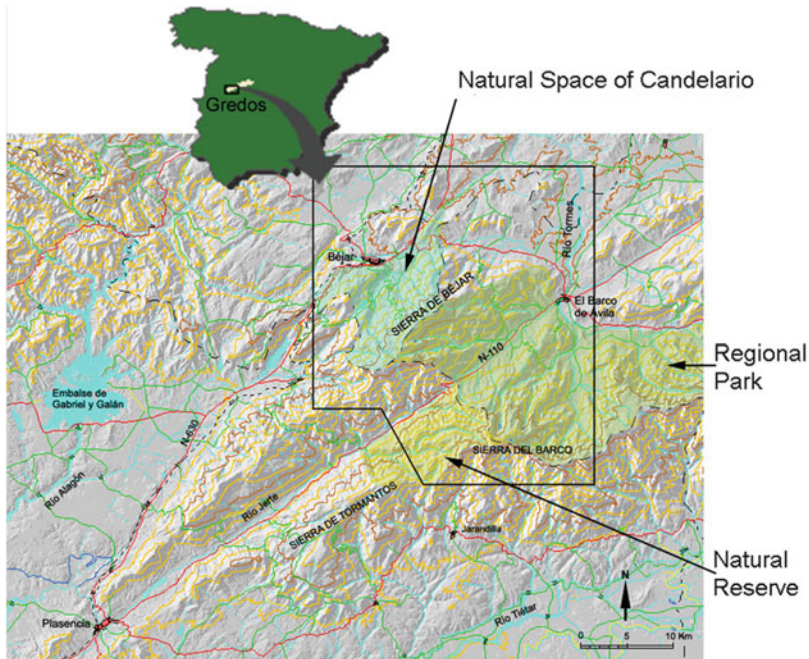 Gredos
Natural Space of Candelario
Río Tormes
Béjar
SIERRA DE BÉJAR
El Barco
de Ávila
N-110
Regional
Park
Embalse de
Gabriel y Galán
N-630
SIERRA DEL BARCO
Río Alagón
Río Jerte
SIERRA DE TORMANTOS
Jarandilla
Natural
Reserve
N
Plasencia
Río Tiétar
0 5 10 Km